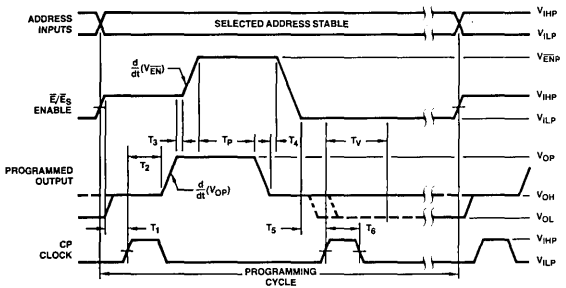 ADDRESS
INPUTS
SELECTED ADDRESS STABLE
VIHP
VILP
d/dt(VEN)
VENP
E/ES
ENABLE
VIHP
VILP
T3
TP
T4
TV
T2
PROGRAMMED
OUTPUT
d/dt(VOP)
VOP
VOH
VOL
T1
T5
T6
CP
CLOCK
VIHP
VILP
PROGRAMMING
CYCLE